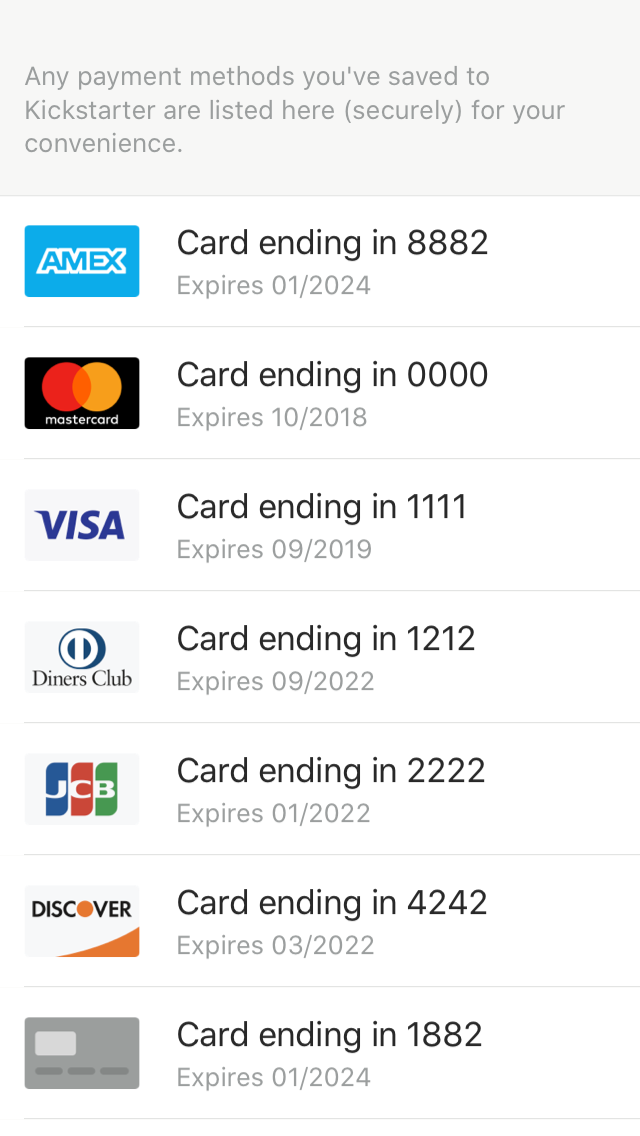 Any payment methods you've saved to
Kickstarter are listed here (securely) for your
convenience.
AMEX
Card ending in 8882
Expires 01/2024
mastercard
Card ending in 0000
Expires 10/2018
VISA
Card ending in 1111
Expires 09/2019
Diners Club
Card ending in 1212
Expires 09/2022
JCB
Card ending in 2222
Expires 01/2022
DISCOVER
Card ending in 4242
Expires 03/2022
Card ending in 1882
Expires 01/2024